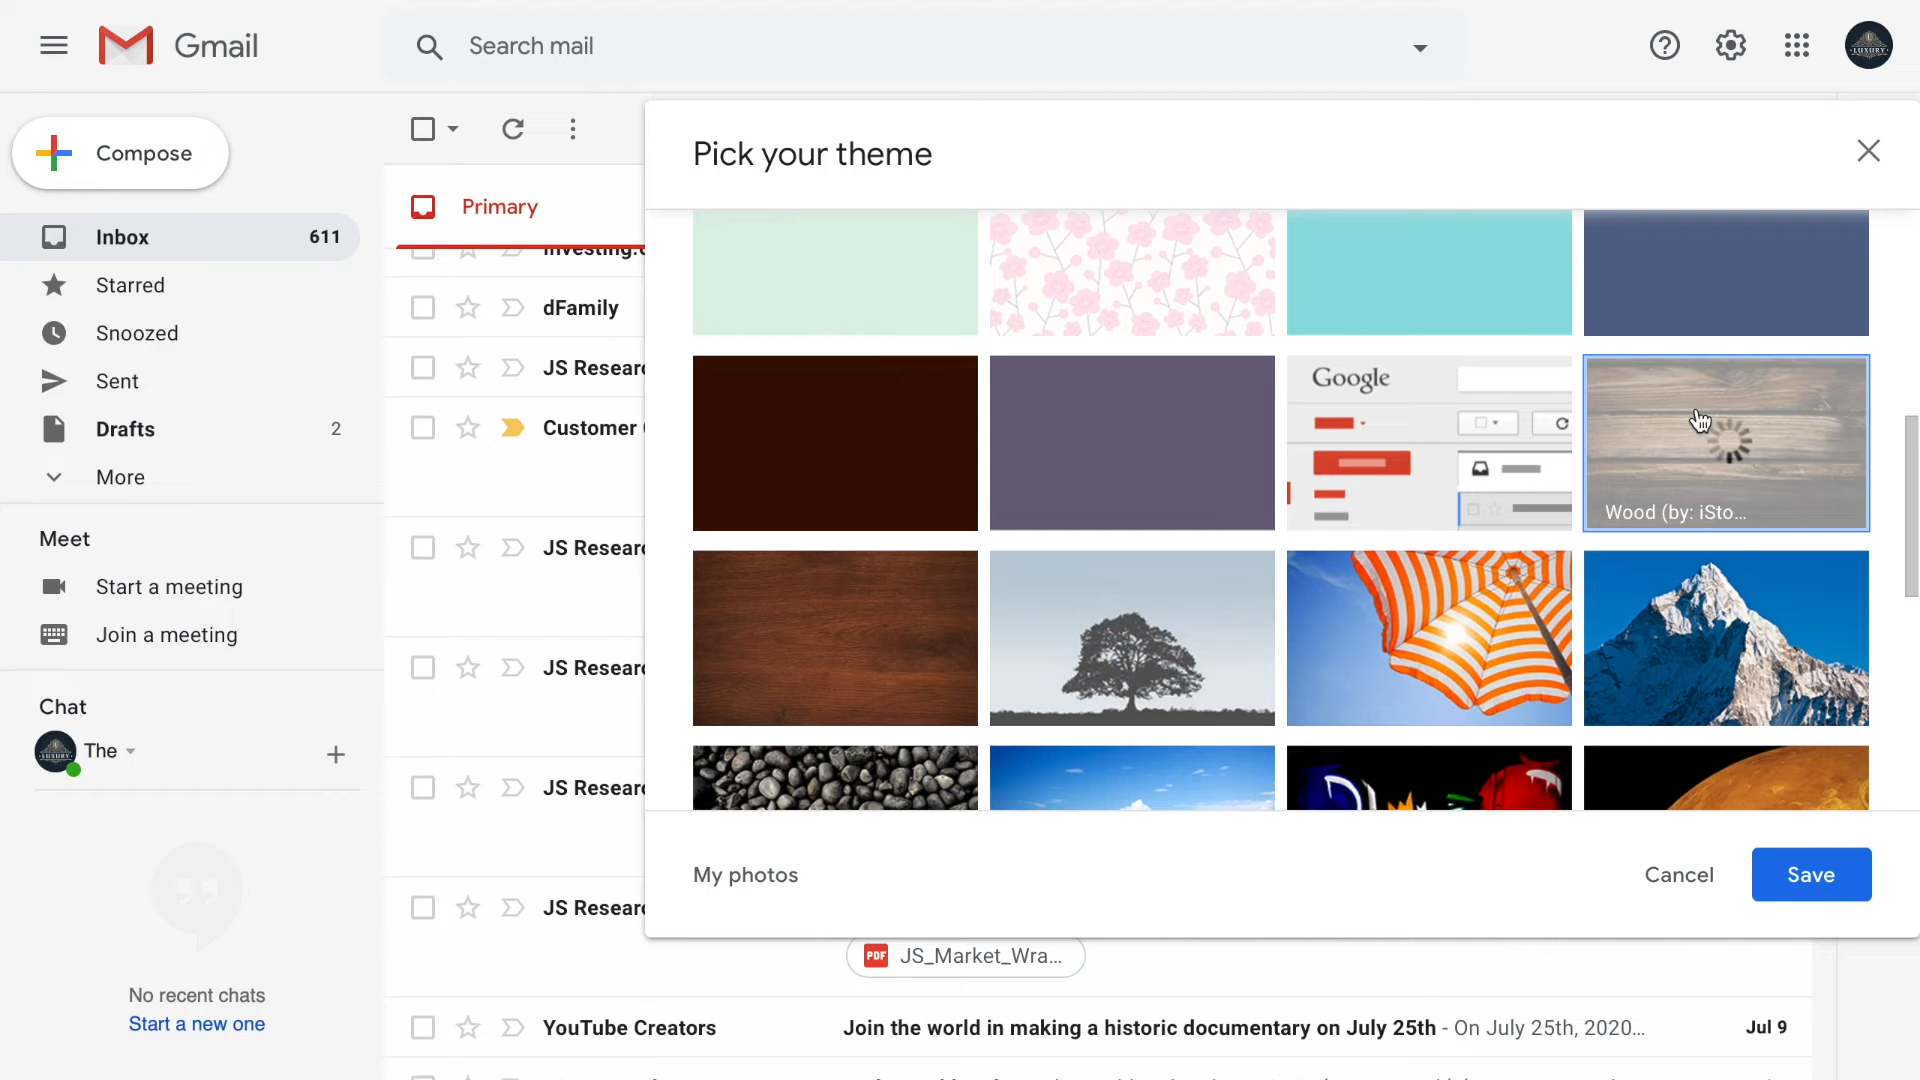 Gmail
Search mail
LUXURY
Compose
Pick your theme
Primary
Inbox 611
Starred
Snoozed
Sent
Drafts 2
More
Meet
Start a meeting
Join a meeting
Chat
LUXURY
The
No recent chats
Start a new one
dFamily
JS Resear
Customer
JS Resear
JS Resear
JS Resear
JS Resear
Google
Wood (by: iSto...
My photos
Cancel
Save
PDF JS_Market_Wra...
YouTube Creators Join the world in making a historic documentary on July 25th - On July 25th, 2020... Jul 9